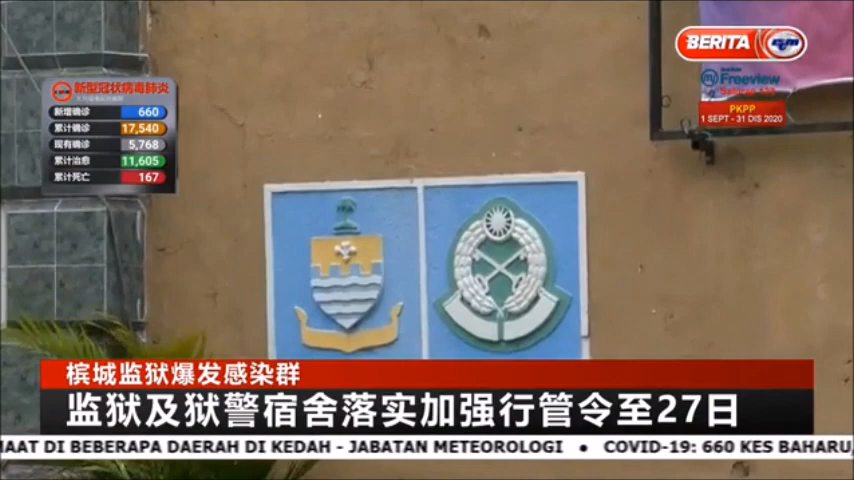 BERITA
新型冠状病毒肺炎
新增确诊 660
累计确诊 17,540
现有确诊 5,768
累计治愈 11,605
累计死亡 167
Freeview
PKPP
1 SEPT - 31 DIS 2020
槟城监狱爆发感染群
监狱及狱警宿舍落实加强行管令至27日
MAAT DI BEBERAPA DAERAH DI KEDAH - JABATAN METEOROLOGI ● COVID-19: 660 KES BAHARU,